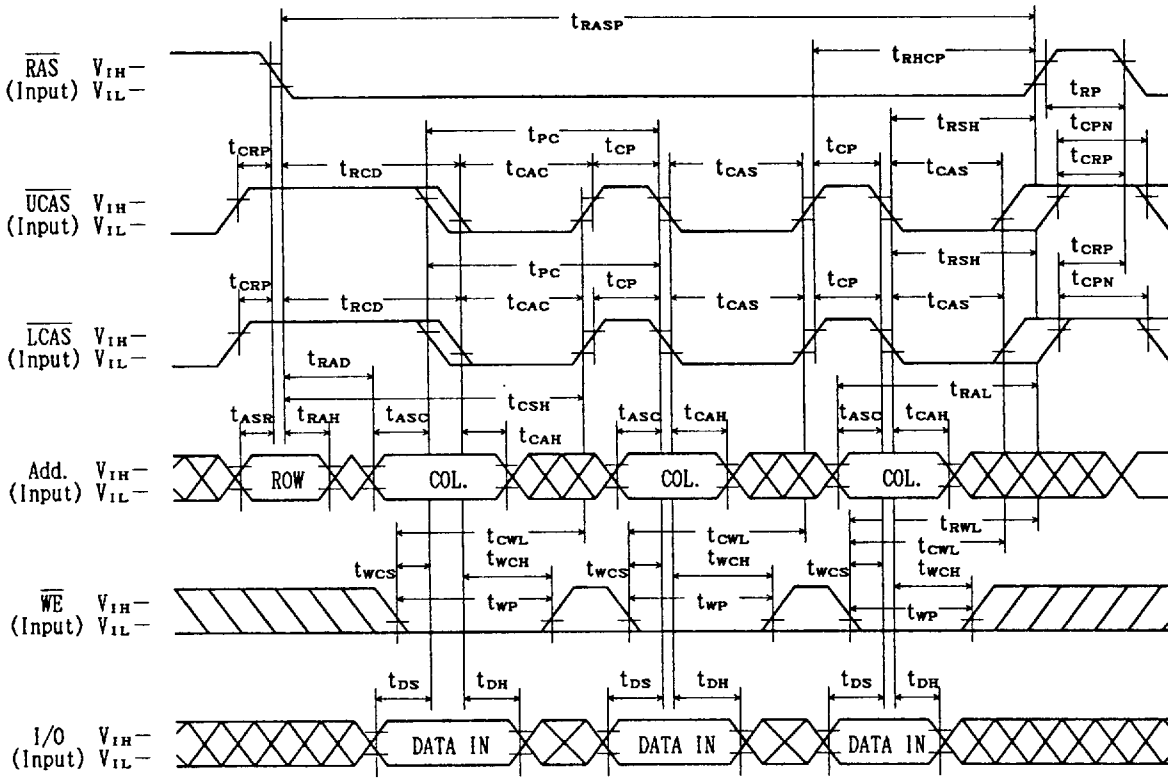 tRASP
tRHCP
RAS VIH
(Input) VIL
tRP
tPC tRSH tCPN
tCRP tRCD tCAC tCP tCAS tCP tCAS tCRP
UCAS VIH
(Input) VIL
tPC tRSH tCRP
tCRP tRCD tCAC tCP tCAS tCP tCAS tCPN
LCAS VIH
(Input) VIL
tRAD tCSH tRAL
tASR tRAH tASC tCAH tASC tCAH tASC tCAH
Add. VIH
(Input) VIL
ROW COL. COL. COL.
tRWL
tCWL tCWL tCWL
tWCS tWCH tWCS tWCH tWCS tWCH
tWP tWP tWP
WE VIH
(Input) VIL
tDS tDH tDS tDH tDS tDH
I/O VIH
(Input) VIL
DATA IN DATA IN DATA IN